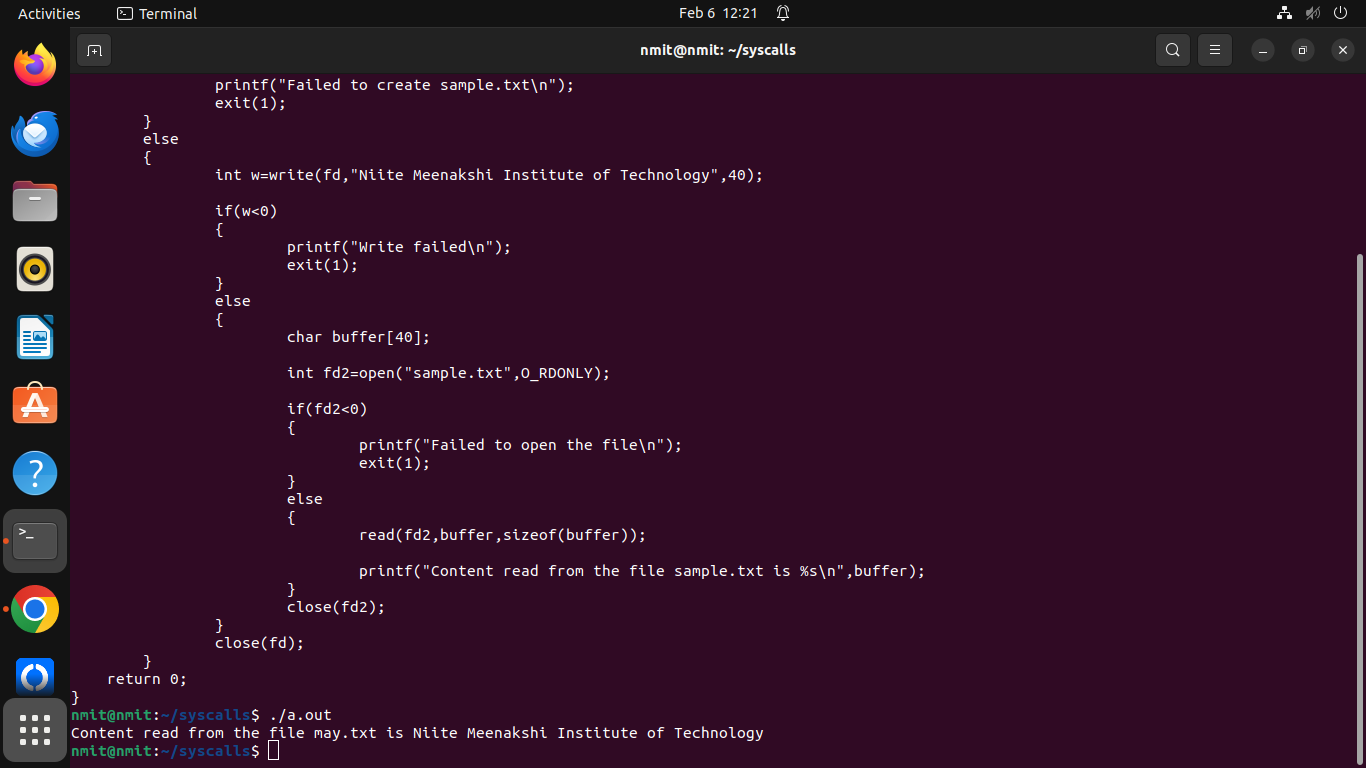 Activities
Terminal
Feb 6 12:21
nmit@nmit: ~/syscalls
printf("Failed to create sample.txt\n");
exit(1);
}
else
{
int w=write(fd,"Niite Meenakshi Institute of Technology",40);
if(w<0)
{
printf("Write failed\n");
exit(1);
}
else
{
char buffer[40];
int fd2=open("sample.txt",O_RDONLY);
if(fd2<0)
{
printf("Failed to open the file\n");
exit(1);
}
else
{
read(fd2,buffer,sizeof(buffer));
printf("Content read from the file sample.txt is %s\n",buffer);
}
close(fd2);
}
close(fd);
}
return 0;
}
nmit@nmit:~/syscalls$ ./a.out
Content read from the file may.txt is Niite Meenakshi Institute of Technology
nmit@nmit:~/syscalls$